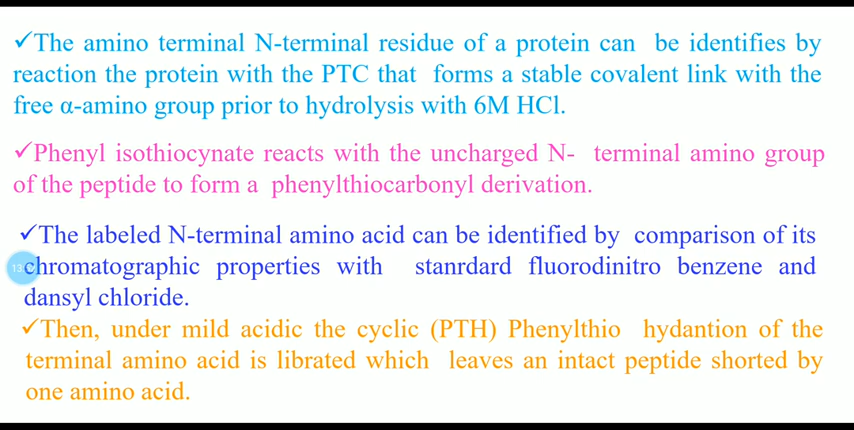 ✓The amino terminal N-terminal residue of a protein can be identifies by
reaction the protein with the PTC that forms a stable covalent link with the
free α-amino group prior to hydrolysis with 6M HCl.
✓Phenyl isothiocynate reacts with the uncharged N- terminal amino group
of the peptide to form a phenylthiocarbonyl derivation.
✓The labeled N-terminal amino acid can be identified by comparison of its
chromatographic properties with stanrdard fluorodinitro benzene and
dansyl chloride.
✓Then, under mild acidic the cyclic (PTH) Phenylthio hydantion of the
terminal amino acid is librated which leaves an intact peptide shorted by
one amino acid.